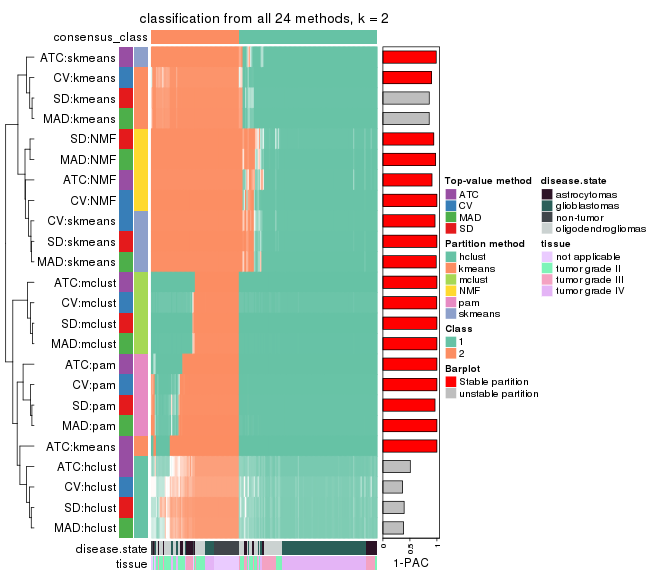 classification from all 24 methods, k = 2
consensus_class
ATC:skmeans
CV:kmeans
SD:kmeans
MAD:kmeans
SD:NMF
MAD:NMF
ATC:NMF
CV:NMF
CV:skmeans
SD:skmeans
MAD:skmeans
ATC:mclust
CV:mclust
SD:mclust
MAD:mclust
ATC:pam
CV:pam
SD:pam
MAD:pam
ATC:kmeans
ATC:hclust
CV:hclust
SD:hclust
MAD:hclust
disease.state
tissue
0
0.5
1
1-PAC
Top-value method
ATC
CV
MAD
SD
Partition method
hclust
kmeans
mclust
NMF
pam
skmeans
Class
1
2
Barplot
Stable partition
unstable partition
disease.state
astrocytomas
glioblastomas
non-tumor
oligodendrogliomas
tissue
not applicable
tumor grade II
tumor grade III
tumor grade IV